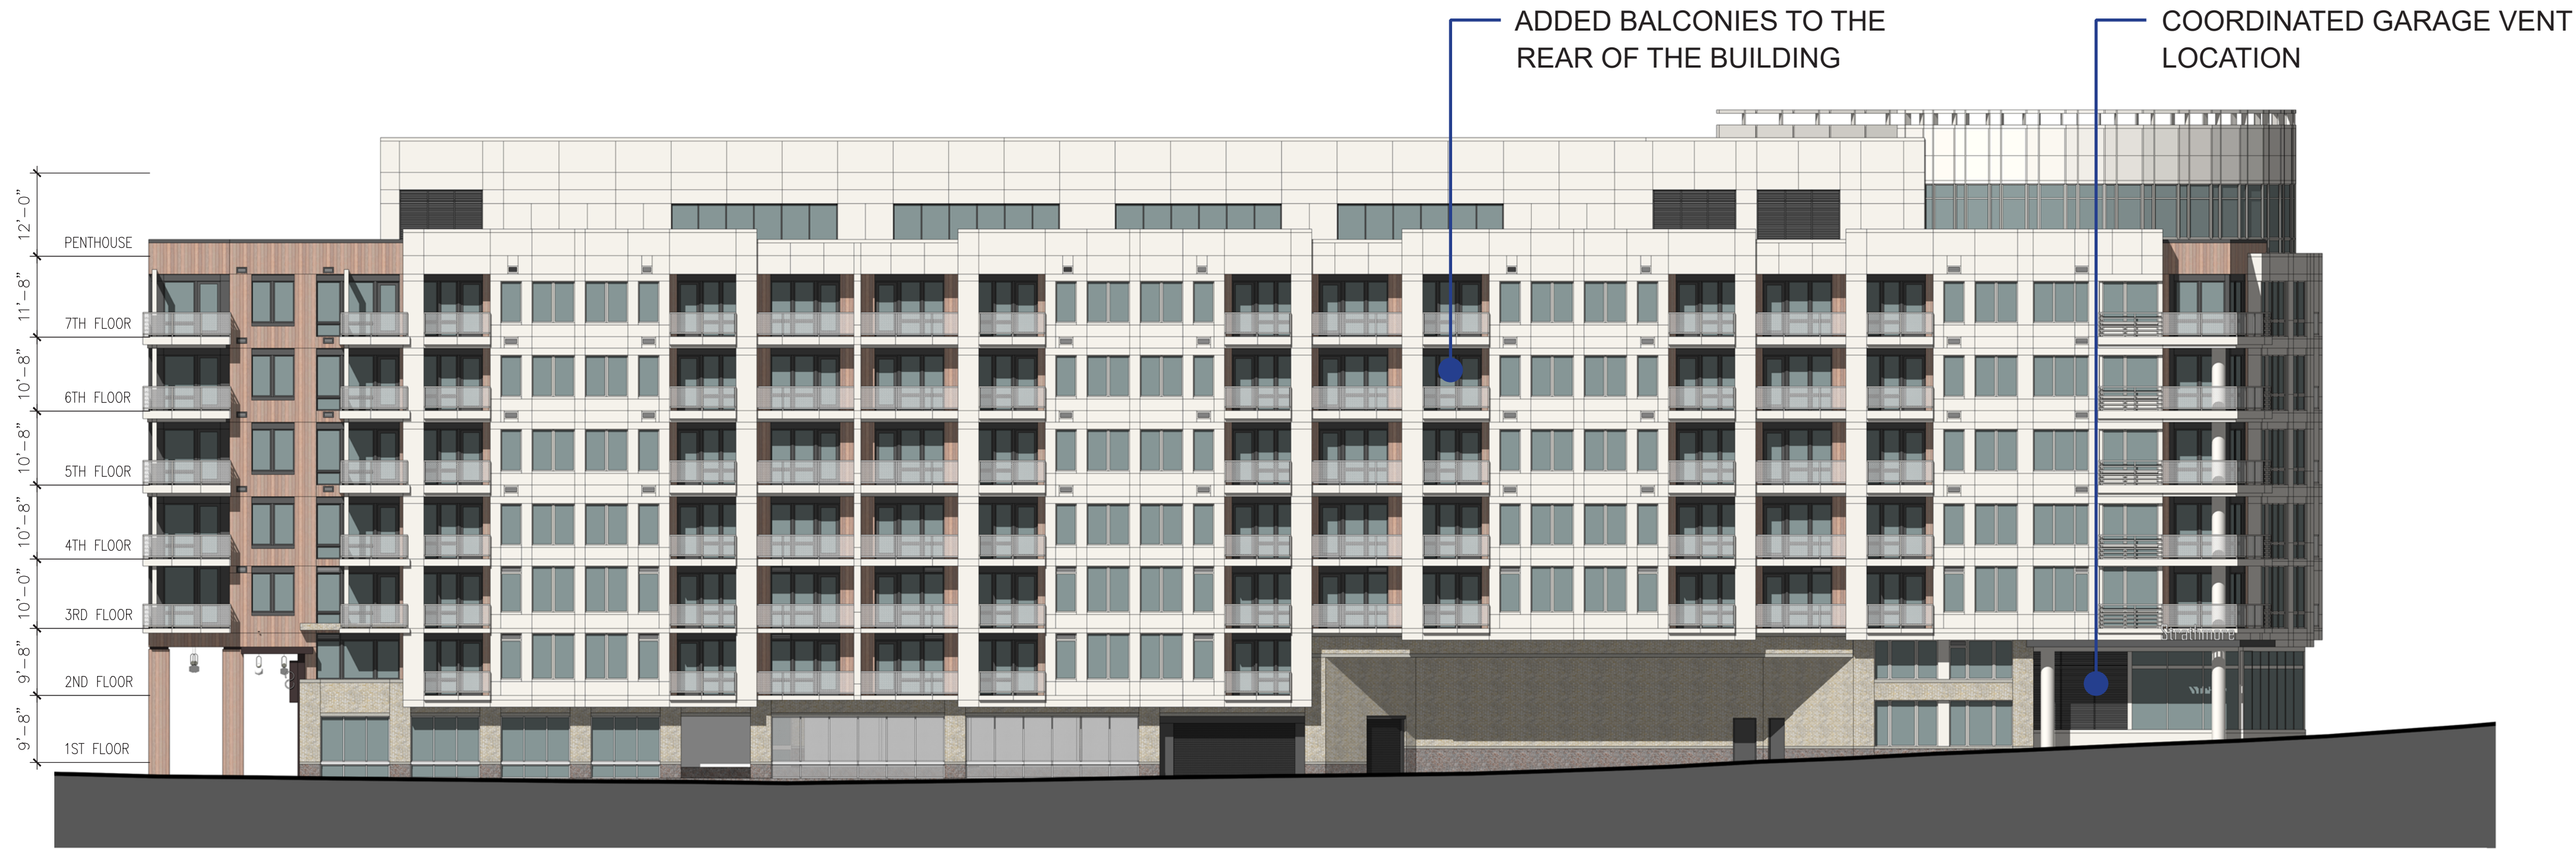 ADDED BALCONIES TO THE
REAR OF THE BUILDING
COORDINATED GARAGE VENT
LOCATION
12'-0"
PENTHOUSE
11'-8"
7TH FLOOR
10'-8"
6TH FLOOR
10'-8"
5TH FLOOR
10'-8"
4TH FLOOR
10'-0"
3RD FLOOR
9'-8"
2ND FLOOR
9'-8"
1ST FLOOR
Strathmore